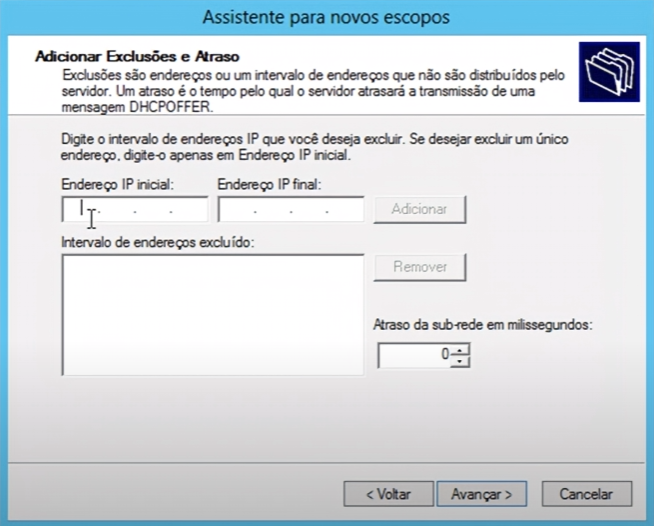 Assistente para novos escopos
Adicionar Exclusões e Atraso
Exclusões são endereços ou um intervalo de endereços que não são distribuídos pelo
servidor. Um atraso é o tempo pelo qual o servidor atrasará a transmissão de uma
mensagem DHCPOFFER.
Digite o intervalo de endereços IP que você deseja excluir. Se desejar excluir um único
endereço, digite-o apenas em Endereço IP inicial.
Endereço IP inicial: Endereço IP final:
. . . . . . Adicionar
Intervalo de endereços excluído:
Remover
Atraso da sub-rede em milissegundos:
0
< Voltar Avançar > Cancelar